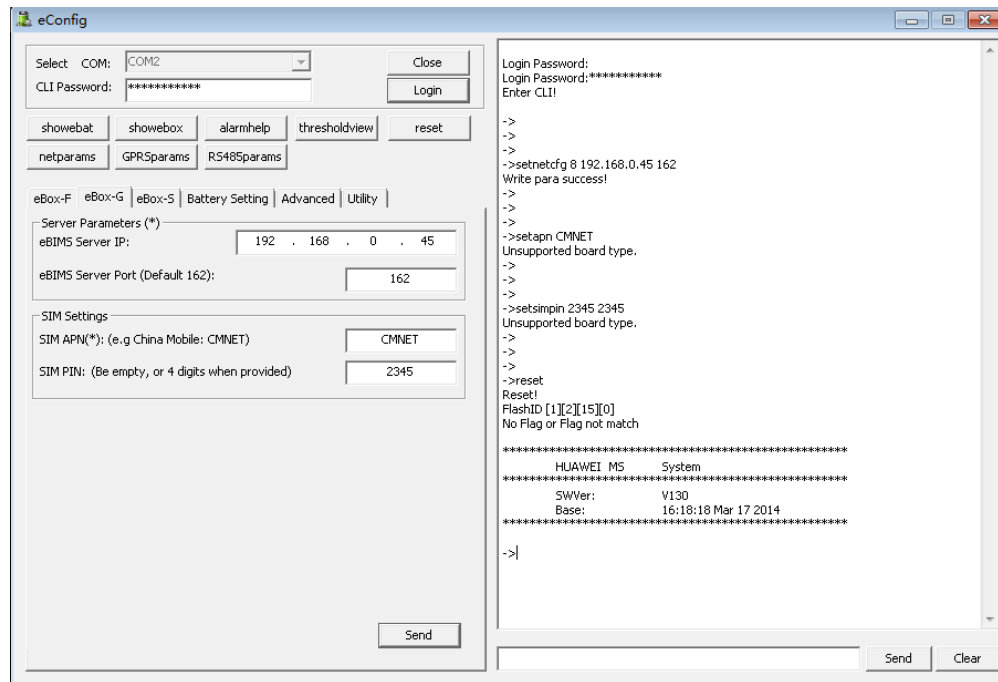 eConfig
Select COM: COM2 Close
CLI Password: *********** Login
showebat showebox alarmhelp thresholdview reset
netparams GPRSparams RS485params
eBox-F eBox-G eBox-S Battery Setting Advanced Utility
Server Parameters (*)
eBIMS Server IP: 192 . 168 . 0 . 45
eBIMS Server Port (Default 162): 162
SIM Settings
SIM APN(*): (e.g China Mobile: CMNET) CMNET
SIM PIN: (Be empty, or 4 digits when provided) 2345
Send
Login Password:
Login Password:***********
Enter CLI!
->
->
->
->setnetcfg 8 192.168.0.45 162
Write para success!
->
->
->
->setapn CMNET
Unsupported board type.
->
->
->
->setsimpin 2345 2345
Unsupported board type.
->
->
->
->reset
Reset!
FlashID [1][2][15][0]
No Flag or Flag not match
*****************************************************
HUAWEI MS System
*****************************************************
SWVer: V130
Base: 16:18:18 Mar 17 2014
*****************************************************
->
Send Clear